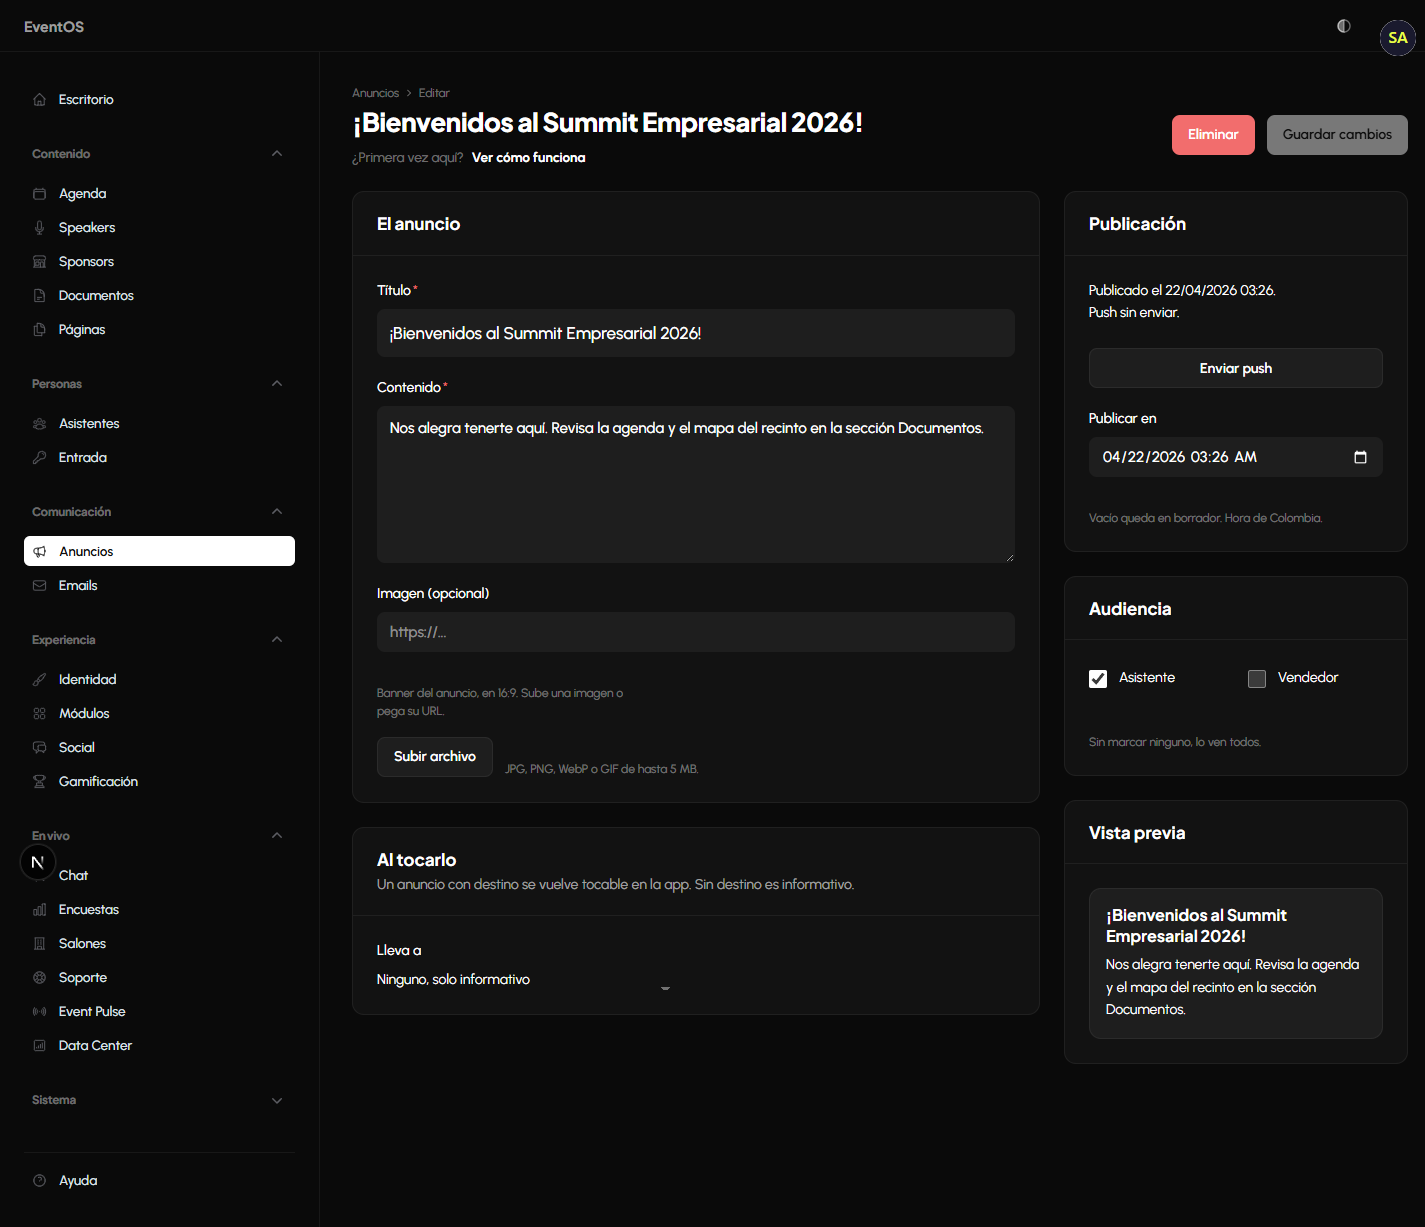 EventOS
SA
Escritorio
Contenido
Agenda
Speakers
Sponsors
Documentos
Páginas
Personas
Asistentes
Entrada
Comunicación
Anuncios
Emails
Experiencia
Identidad
Módulos
Social
Gamificación
En vivo
N
Chat
Encuestas
Salones
Soporte
Event Pulse
Data Center
Sistema
Ayuda
Anuncios > Editar
¡Bienvenidos al Summit Empresarial 2026!
¿Primera vez aquí? Ver cómo funciona
Eliminar
Guardar cambios
El anuncio
Título*
¡Bienvenidos al Summit Empresarial 2026!
Contenido*
Nos alegra tenerte aquí. Revisa la agenda y el mapa del recinto en la sección Documentos.
Imagen (opcional)
https://...
Banner del anuncio, en 16:9. Sube una imagen o
pega su URL.
Subir archivo
JPG, PNG, WebP o GIF de hasta 5 MB.
Al tocarlo
Un anuncio con destino se vuelve tocable en la app. Sin destino es informativo.
Lleva a
Ninguno, solo informativo
Publicación
Publicado el 22/04/2026 03:26.
Push sin enviar.
Enviar push
Publicar en
04/22/2026 03:26 AM
Vacío queda en borrador. Hora de Colombia.
Audiencia
Asistente
Vendedor
Sin marcar ninguno, lo ven todos.
Vista previa
¡Bienvenidos al Summit
Empresarial 2026!
Nos alegra tenerte aquí. Revisa la agenda
y el mapa del recinto en la sección
Documentos.